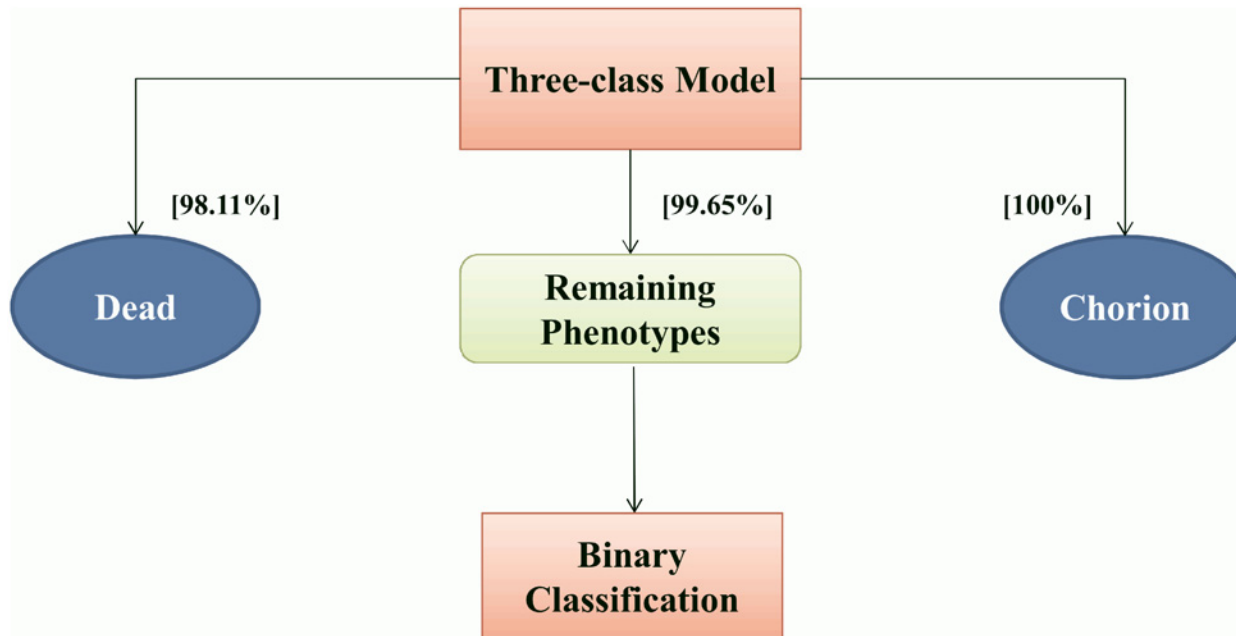 Three-class Model
[98.11%]
[99.65%]
[100%]
Dead
Remaining
Phenotypes
Chorion
Binary
Classification